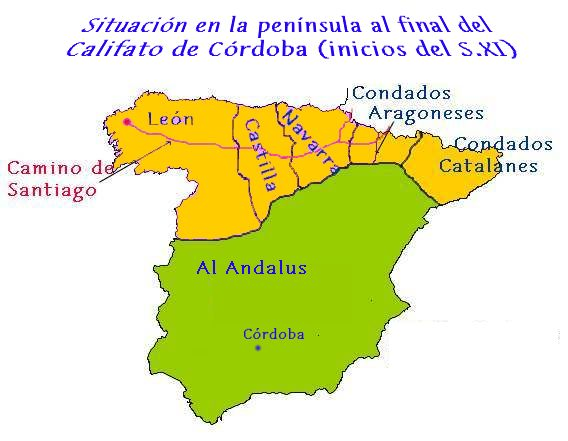 Situación en la península al final del
Califato de Córdoba (inicios del S.XI)
Condados
Aragoneses
León
Navarra
Castilla
Condados
Catalanes
Camino de
Santiago
Al Andalus
Córdoba